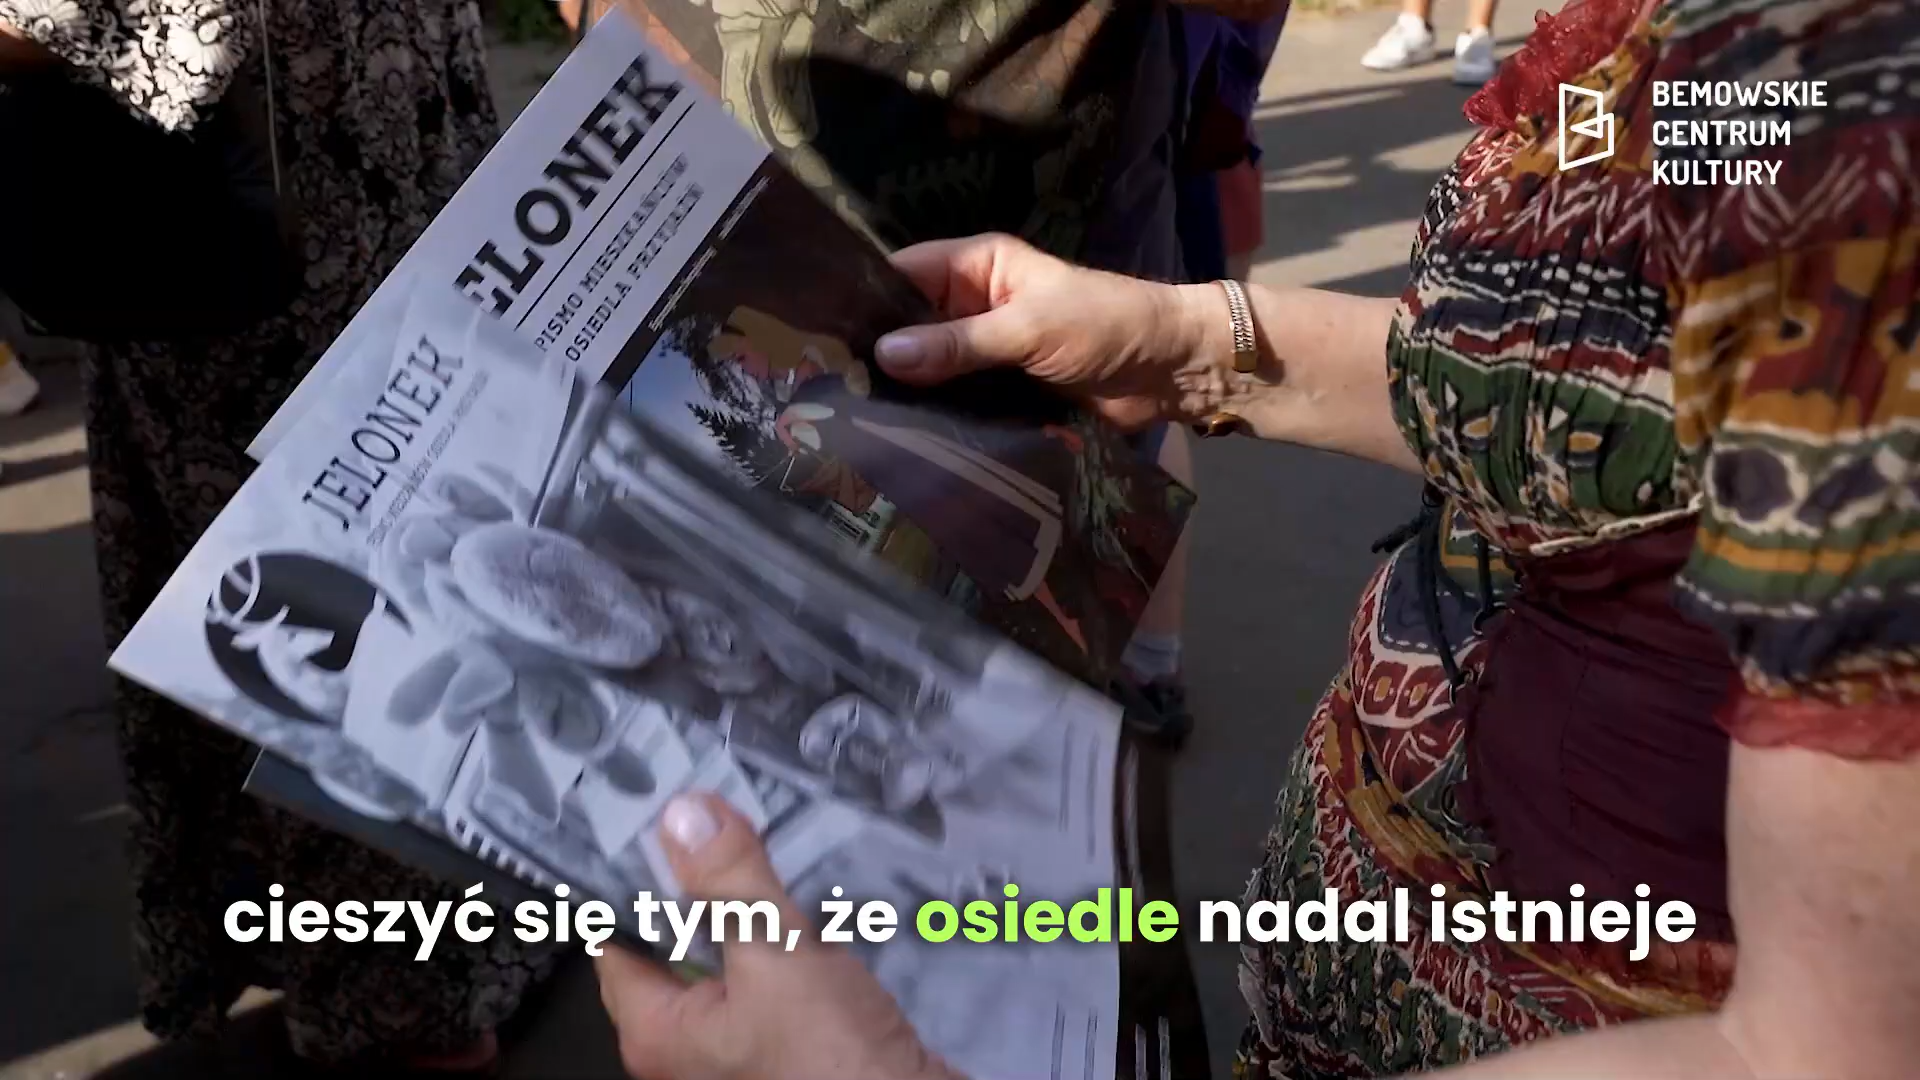 BEMOWSKIE
CENTRUM
KULTURY
ELONEK
PISMO MIESZKAŃCÓW
OSIEDLA PRZYJAŹŃ
JELONEK
cieszyć się tym, że osiedle nadal istnieje